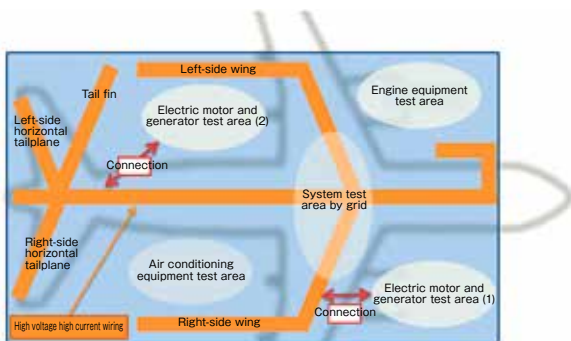 Left-side wing
Tail fin
Engine equipment
test area
Left-side
horizontal
tailplane
Electric motor and
generator test area (2)
Connection
System test
area by grid
Right-side
horizontal
tailplane
Air conditioning
equipment test area
Electric motor and
generator test area (1)
Connection
High voltage high current wiring
Right-side wing